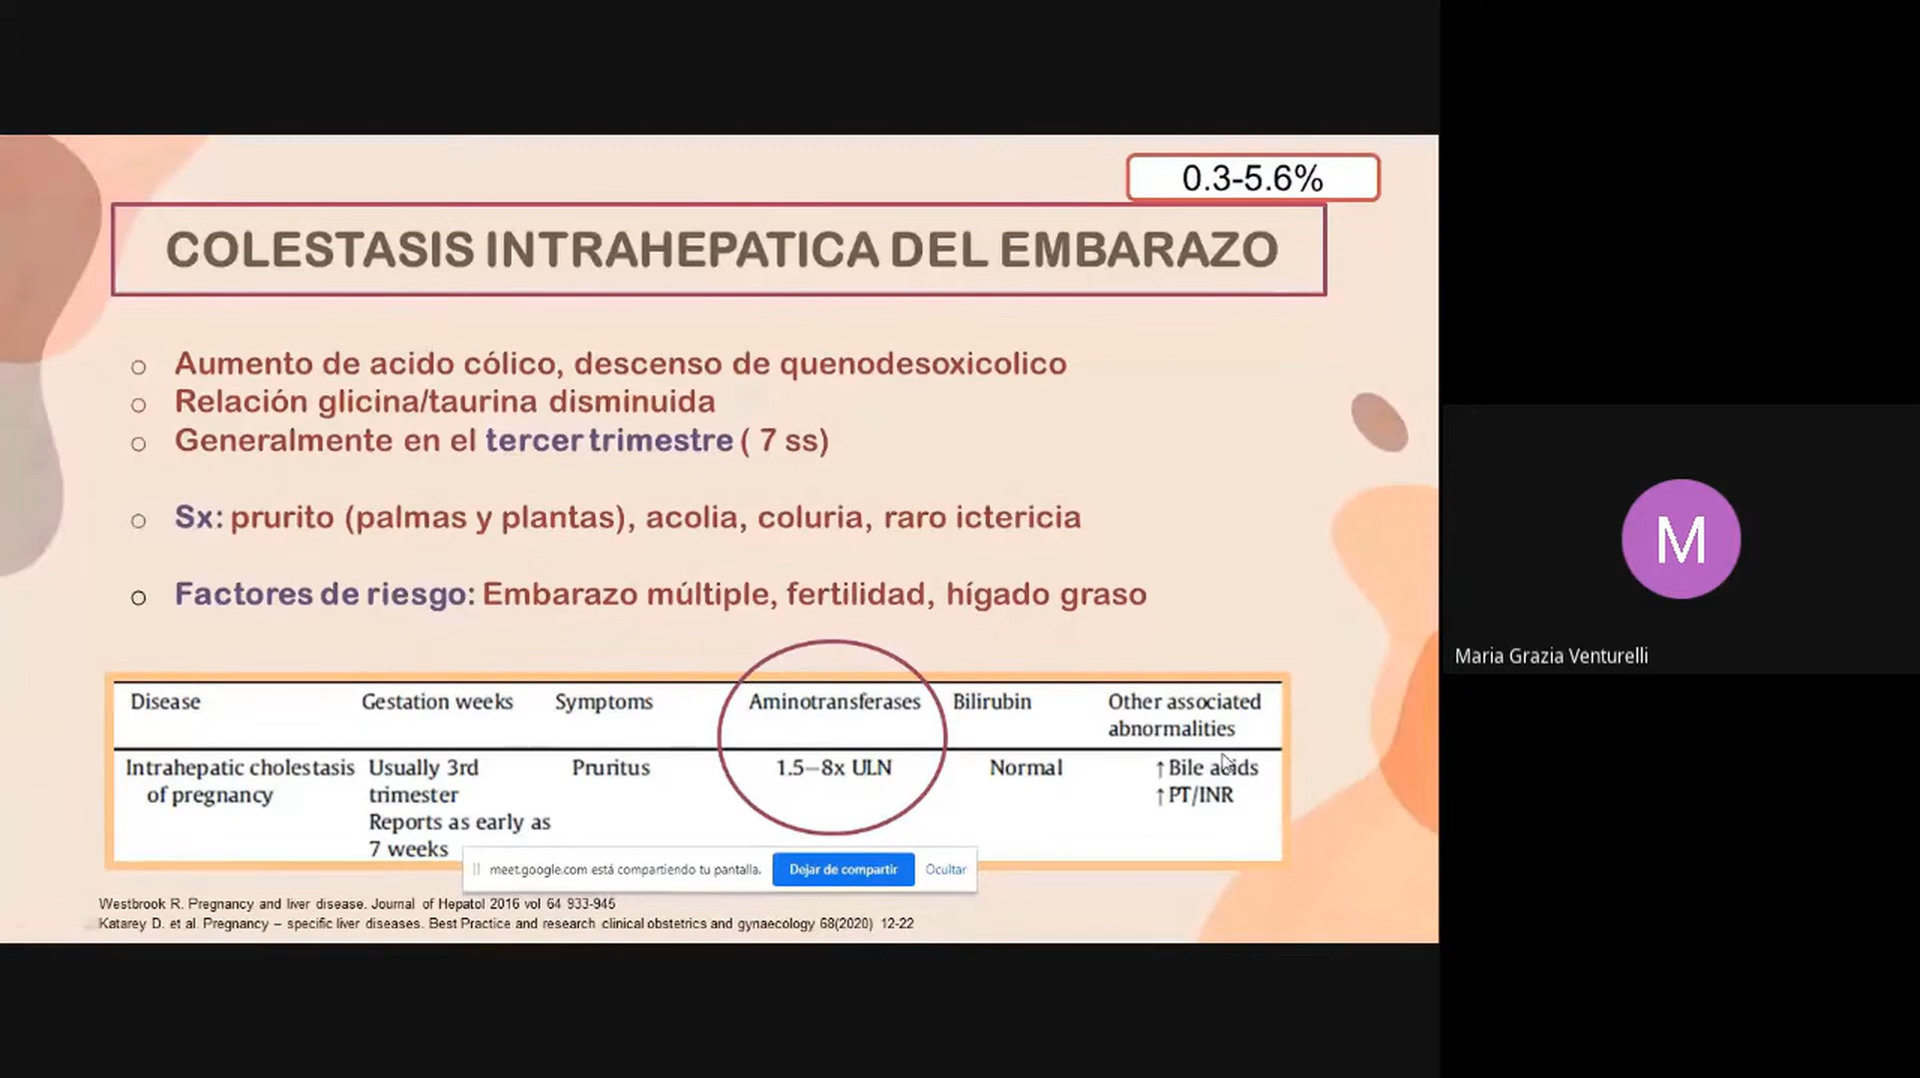 0.3-5.6%
COLESTASIS INTRAHEPATICA DEL EMBARAZO
Aumento de acido cólico, descenso de quenodesoxicolico
Relación glicina/taurina disminuida
Generalmente en el tercer trimestre ( 7 ss)
Sx: prurito (palmas y plantas), acolia, coluria, raro ictericia
Factores de riesgo: Embarazo múltiple, fertilidad, hígado graso
Disease Gestation weeks Symptoms Aminotransferases Bilirubin Other associated
abnormalities
Intrahepatic cholestasis Usually 3rd Pruritus 1.5–8x ULN Normal ↑Bile acids
of pregnancy trimester ↑PT/INR
Reports as early as
7 weeks
meet.google.com está compartiendo tu pantalla. Dejar de compartir Ocultar
Westbrook R. Pregnancy and liver disease. Journal of Hepatol 2016 vol 64 933-945
Katarey D. et al. Pregnancy – specific liver diseases. Best Practice and research clinical obstetrics and gynaecology 68(2020) 12-22
M
Maria Grazia Venturelli